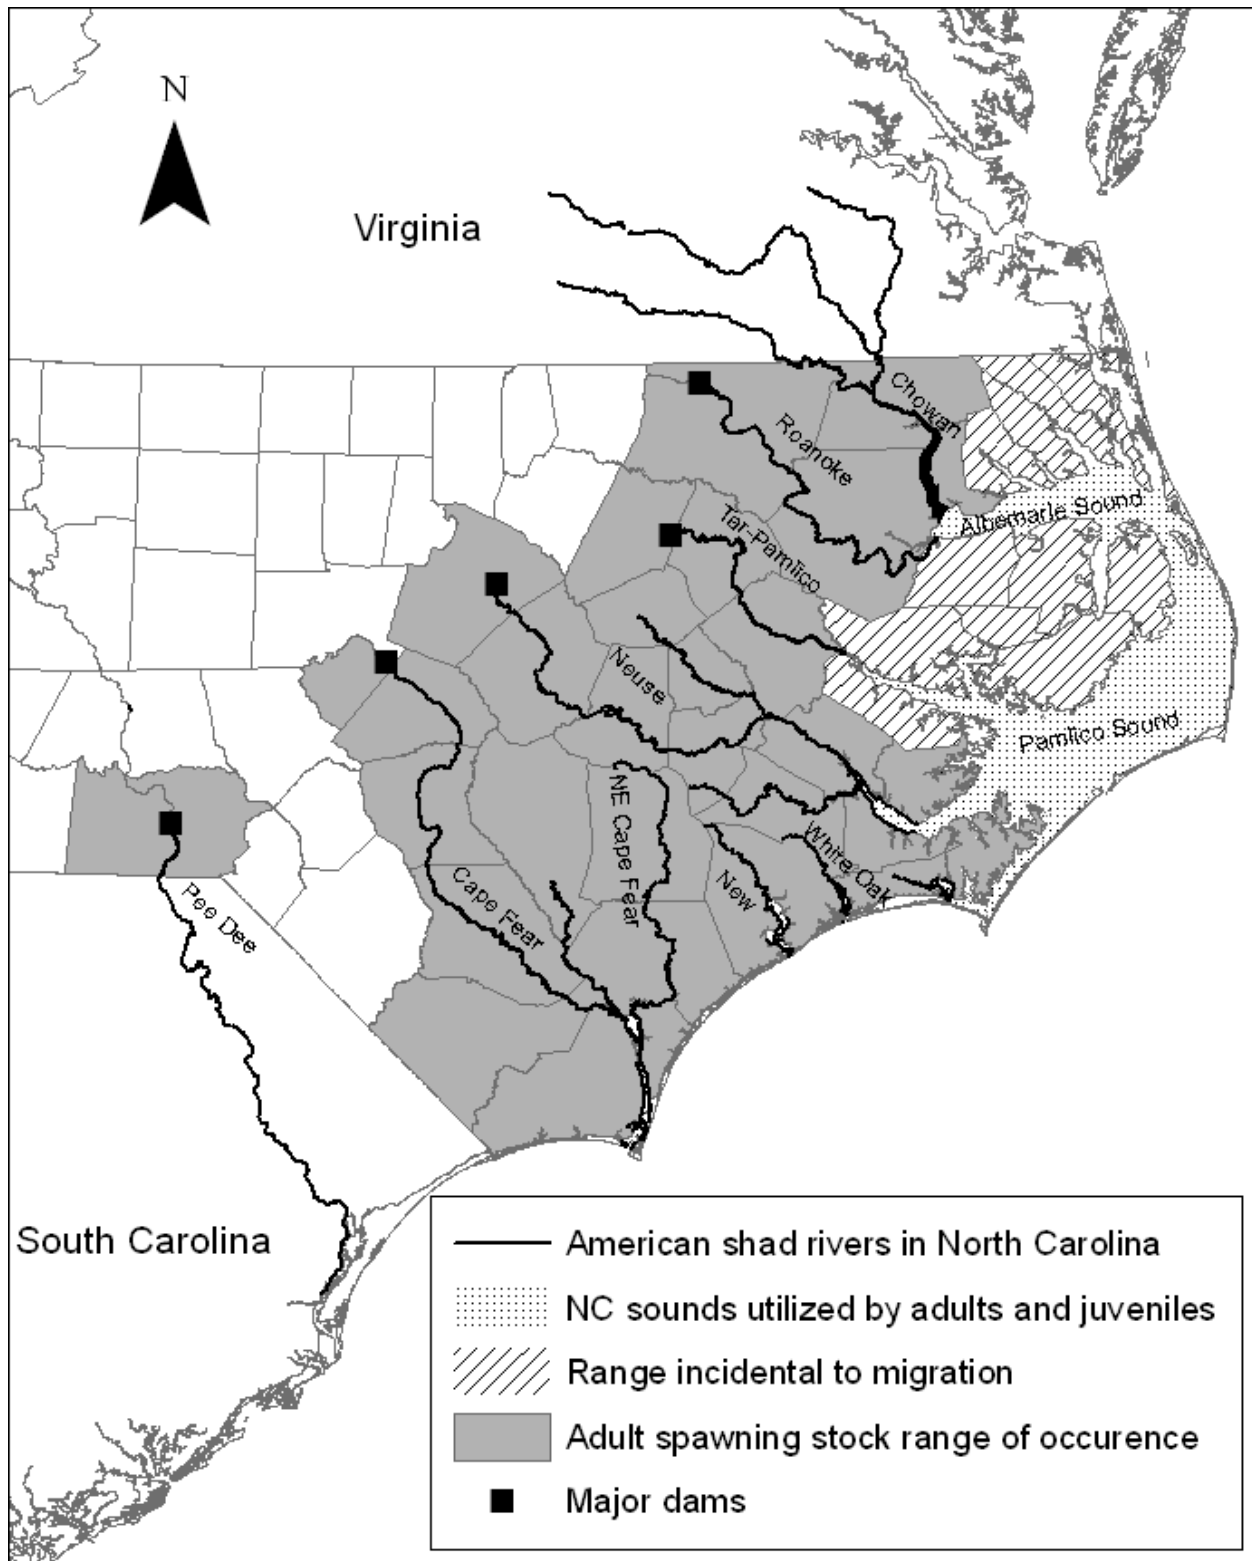 N
Virginia
Chowan
Roanoke
Albemarle Sound
Tar-Pamlico
Neuse
Pamlico Sound
NE Cape Fear
White Oak
New
Cape Fear
Pee Dee
South Carolina
American shad rivers in North Carolina
NC sounds utilized by adults and juveniles
Range incidental to migration
Adult spawning stock range of occurence
Major dams